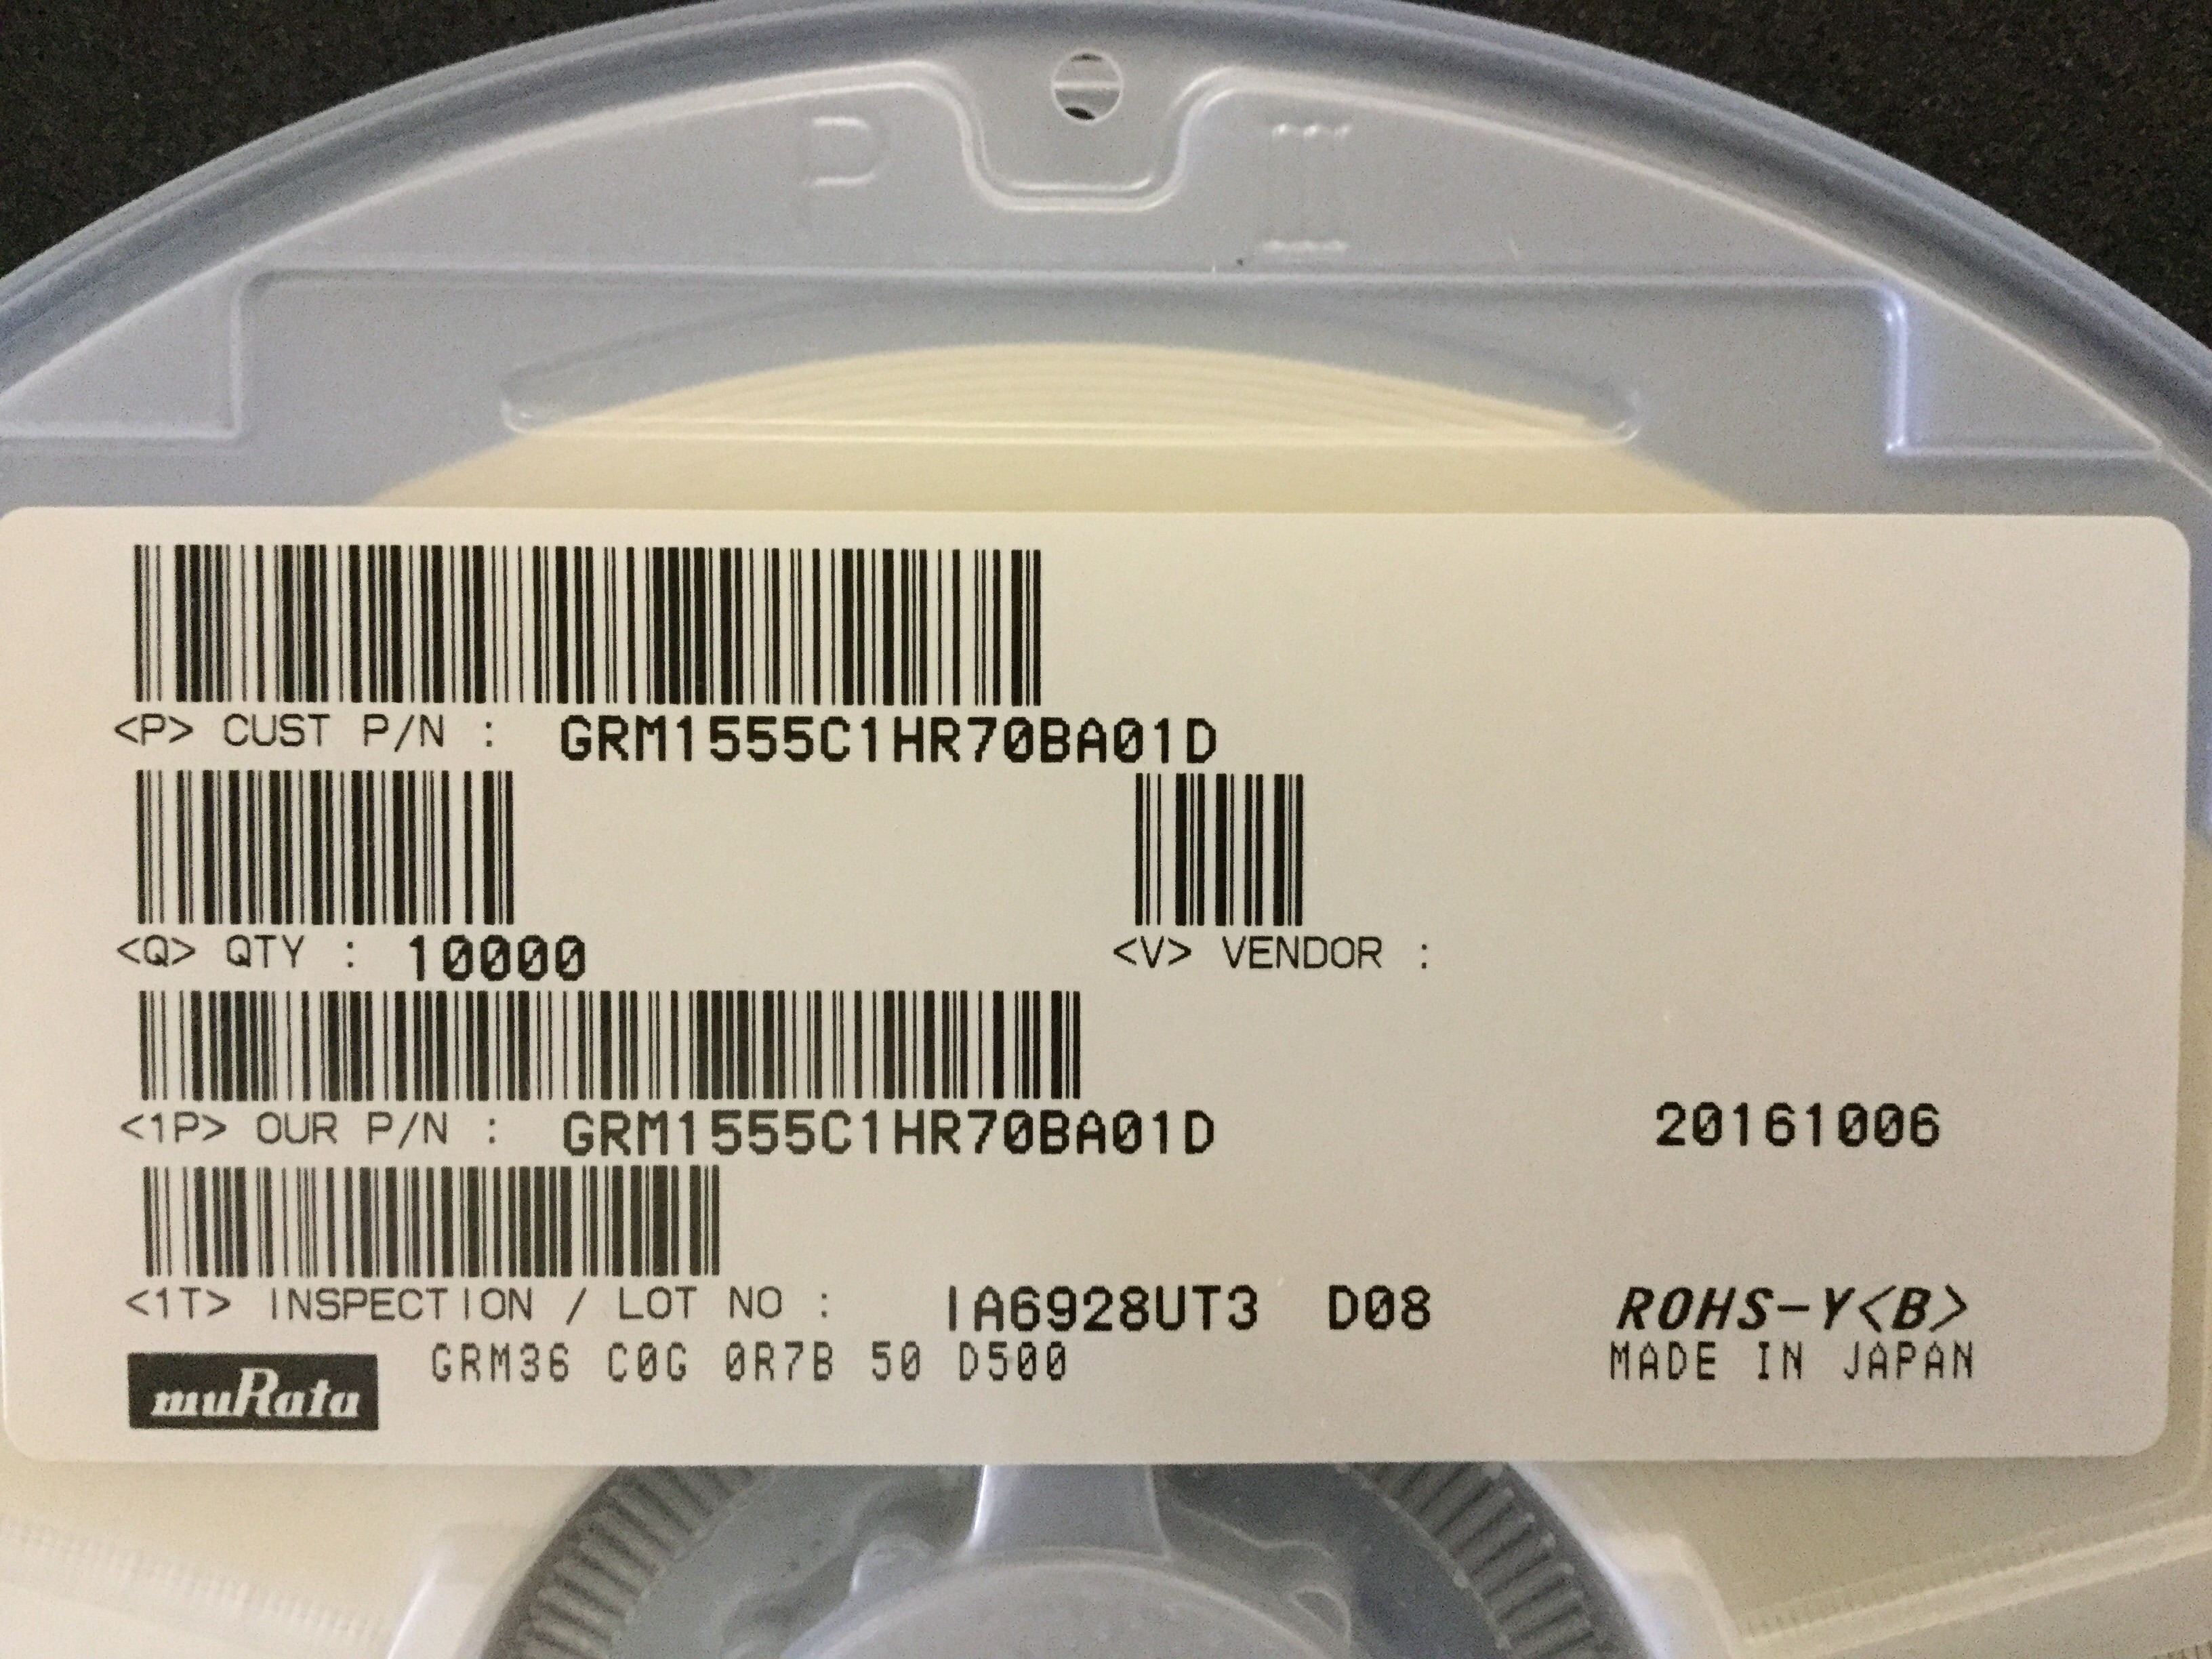 P II
<P> CUST P/N : GRM1555C1HR70BA01D
<Q> QTY : 10000
<V> VENDOR :
<1P> OUR P/N : GRM1555C1HR70BA01D
20161006
<1T> INSPECTION / LOT NO : IA6928UT3 D08
ROHS-Y<B>
muRata
GRM36 C0G 0R7B 50 D500
MADE IN JAPAN